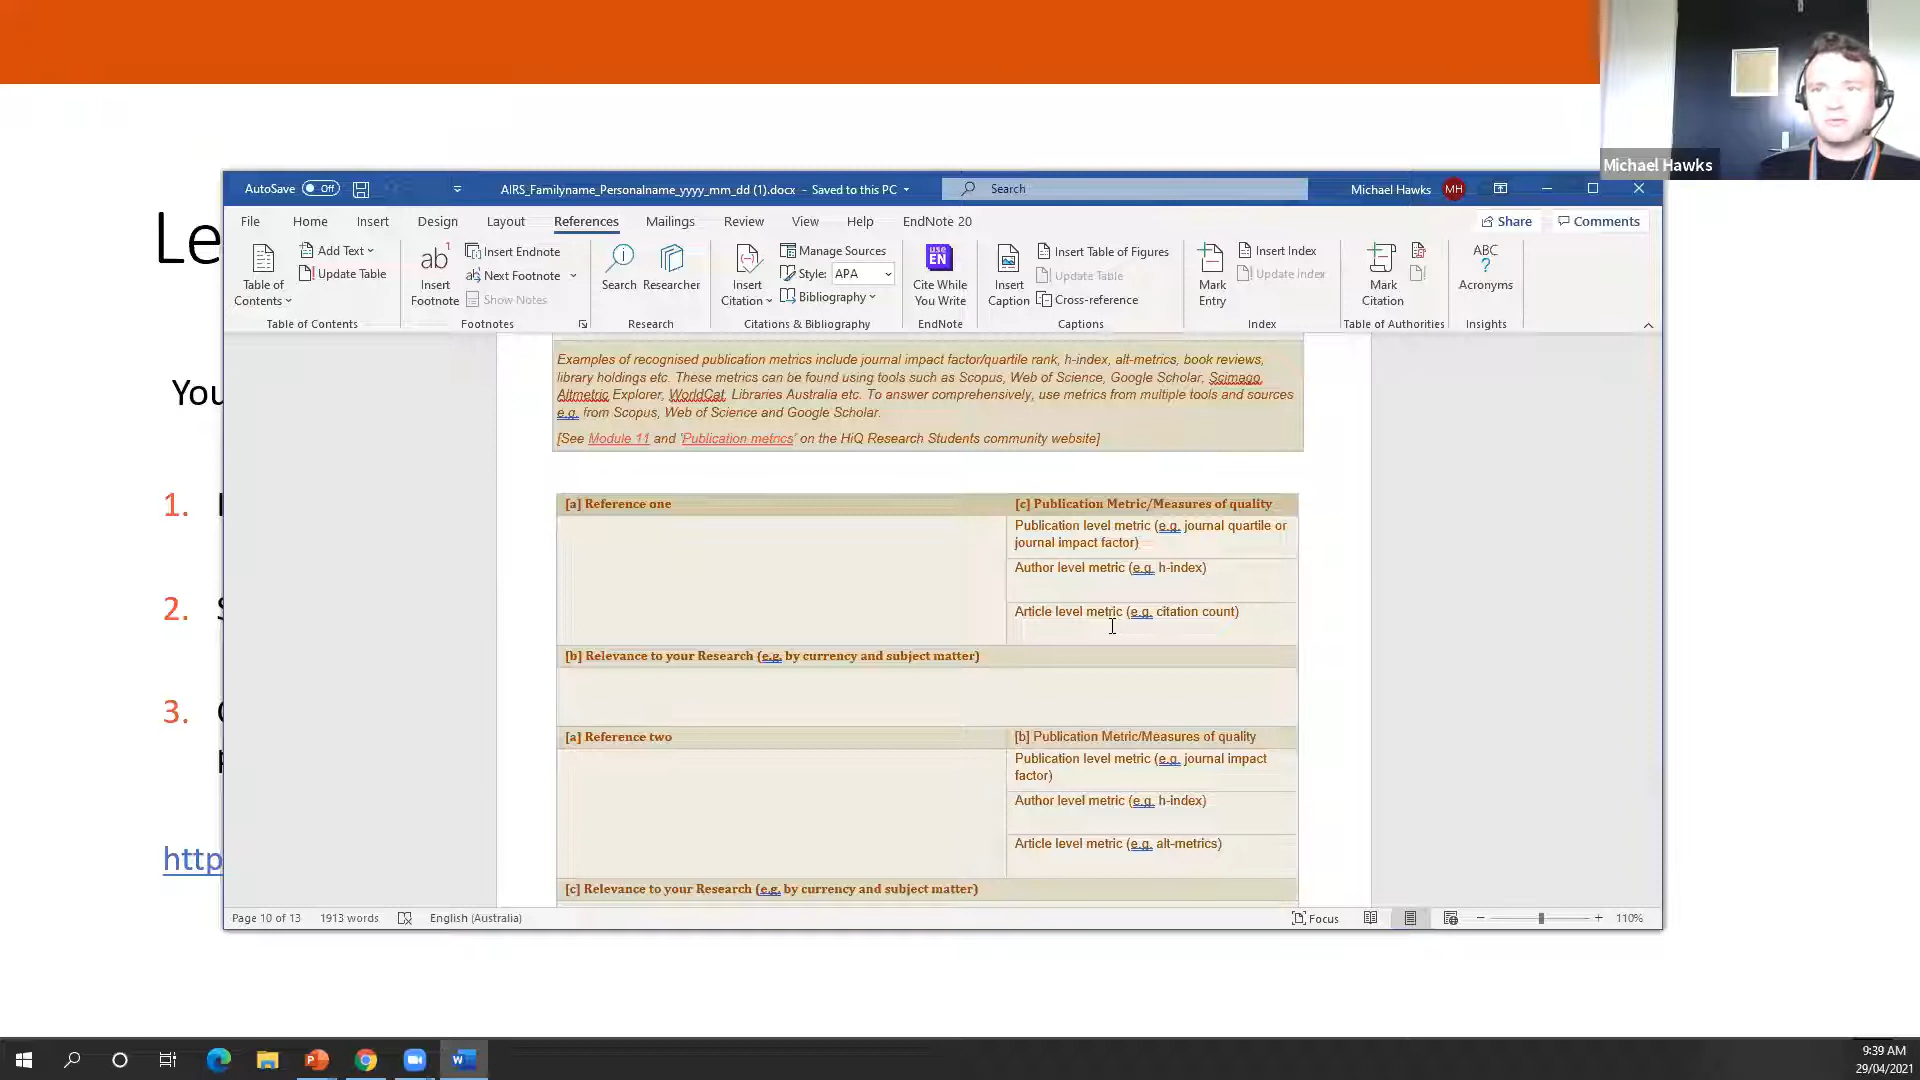 Michael Hawks
Le
You
1.
2.
3.
http
AutoSave Off
AIRS_Familyname_Personalname_yyyy_mm_dd (1).docx - Saved to this PC
Search
Michael Hawks MH
File Home Insert Design Layout References Mailings Review View Help EndNote 20 Share Comments
Table of Contents
Add Text
Update Table
Table of Contents
ab
Insert Footnote
Insert Endnote
Next Footnote
Show Notes
Footnotes
Search
Researcher
Research
Insert Citation
Manage Sources
Style: APA
Bibliography
Citations & Bibliography
use
EN
Cite While You Write
EndNote
Insert Caption
Insert Table of Figures
Update Table
Cross-reference
Captions
Mark Entry
Insert Index
Update Index
Index
Mark Citation
Table of Authorities
ABC
?
Acronyms
Insights
Examples of recognised publication metrics include journal impact factor/quartile rank, h-index, alt-metrics, book reviews,
library holdings etc. These metrics can be found using tools such as Scopus, Web of Science, Google Scholar, Scimago,
Altmetric Explorer, WorldCat, Libraries Australia etc. To answer comprehensively, use metrics from multiple tools and sources
e.g. from Scopus, Web of Science and Google Scholar.
[See Module 11 and 'Publication metrics' on the HiQ Research Students community website]
[a] Reference one
[c] Publication Metric/Measures of quality
Publication level metric (e.g. journal quartile or
journal impact factor)
Author level metric (e.g. h-index)
Article level metric (e.g. citation count)
[b] Relevance to your Research (e.g. by currency and subject matter)
[a] Reference two
[b] Publication Metric/Measures of quality
Publication level metric (e.g. journal impact
factor)
Author level metric (e.g. h-index)
Article level metric (e.g. alt-metrics)
[c] Relevance to your Research (e.g. by currency and subject matter)
Page 10 of 13 1913 words English (Australia) Focus 110%
9:39 AM
29/04/2021